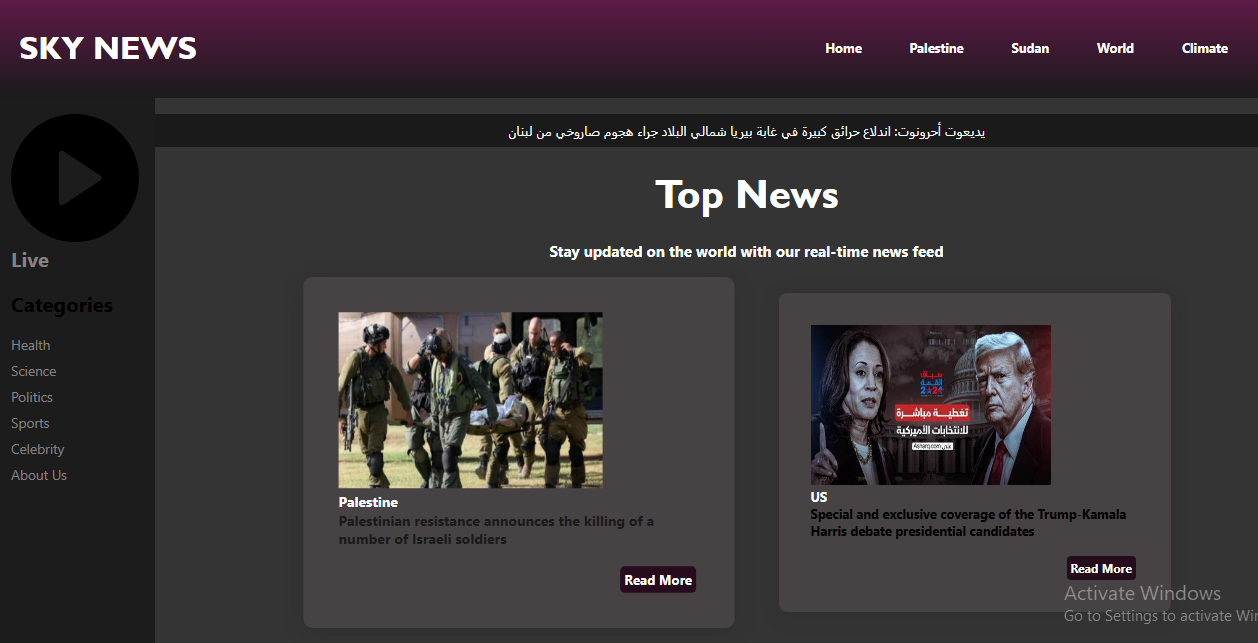 SKY NEWS
Home Palestine Sudan World Climate
يديعوت أحرونوت: اندلاع حرائق كبيرة في غابة بيريا شمالي البلاد جراء هجوم صاروخي من لبنان
Top News
Stay updated on the world with our real-time news feed
Live
Categories
Health
Science
Politics
Sports
Celebrity
About Us
Palestine
Palestinian resistance announces the killing of a
number of Israeli soldiers
Read More
سباق
القمة
2024
تغطية مباشرة
للانتخابات الأميركية
Asharq.com
US
Special and exclusive coverage of the Trump-Kamala
Harris debate presidential candidates
Read More
Activate Windows
Go to Settings to activate